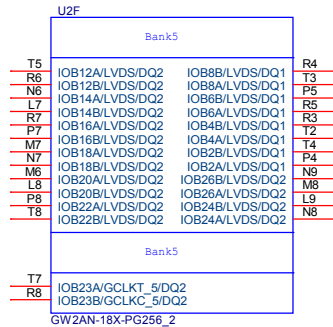 U2F
Bank5
T5 IOB12A/LVDS/DQ2 IOB8B/LVDS/DQ1 R4
R6 IOB12B/LVDS/DQ2 IOB8A/LVDS/DQ1 T3
N6 IOB14A/LVDS/DQ2 IOB6B/LVDS/DQ1 P5
L7 IOB14B/LVDS/DQ2 IOB6A/LVDS/DQ1 R5
R7 IOB16A/LVDS/DQ2 IOB4B/LVDS/DQ1 R3
P7 IOB16B/LVDS/DQ2 IOB4A/LVDS/DQ1 T2
M7 IOB18A/LVDS/DQ2 IOB2B/LVDS/DQ1 T4
N7 IOB18B/LVDS/DQ2 IOB2A/LVDS/DQ1 P4
M6 IOB20A/LVDS/DQ2 IOB26B/LVDS/DQ2 N9
L8 IOB20B/LVDS/DQ2 IOB26A/LVDS/DQ2 M8
P8 IOB22A/LVDS/DQ2 IOB24B/LVDS/DQ2 L9
T8 IOB22B/LVDS/DQ2 IOB24A/LVDS/DQ2 N8
Bank5
T7 IOB23A/GCLKT_5/DQ2
R8 IOB23B/GCLKC_5/DQ2
GW2AN-18X-PG256_2